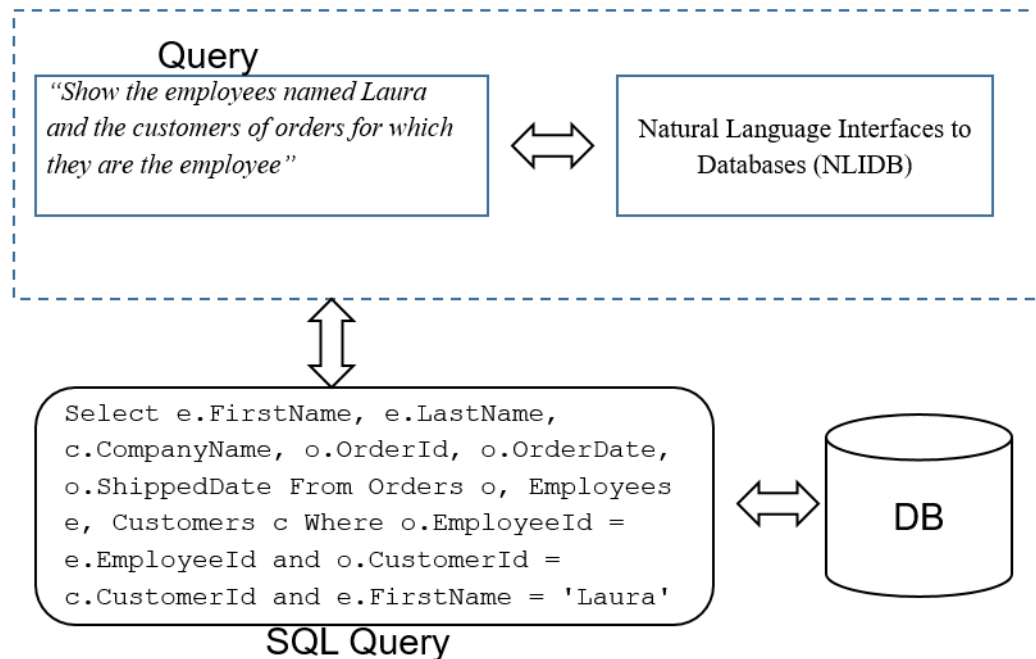 Query
“Show the employees named Laura
and the customers of orders for which
they are the employee”
Natural Language Interfaces to
Databases (NLIDB)
Select e.FirstName, e.LastName,
c.CompanyName, o.OrderId, o.OrderDate,
o.ShippedDate From Orders o, Employees
e, Customers c Where o.EmployeeId =
e.EmployeeId and o.CustomerId =
c.CustomerId and e.FirstName = 'Laura'
SQL Query
DB